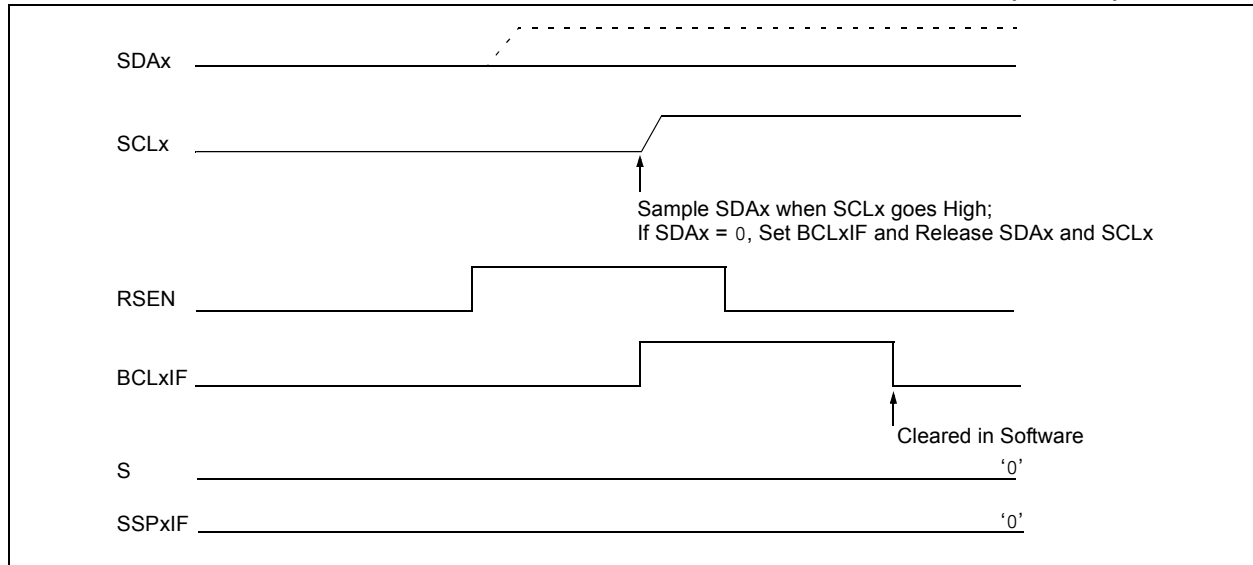 SDAx
SCLx
Sample SDAx when SCLx goes High;
If SDAx = 0, Set BCLxIF and Release SDAx and SCLx
RSEN
BCLxIF
Cleared in Software
S
‘0’
SSPxIF
‘0’